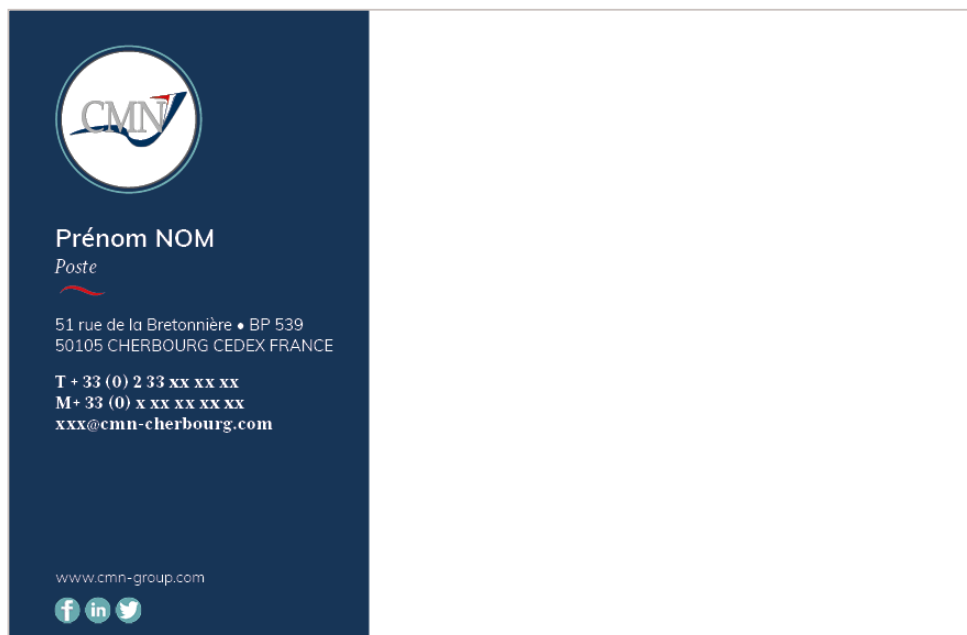 CMN
Prénom NOM
Poste
51 rue de la Bretonnière • BP 539
50105 CHERBOURG CEDEX FRANCE
T + 33 (0) 2 33 xx xx xx
M+ 33 (0) x xx xx xx xx
xxx@cmn-cherbourg.com
www.cmn-group.com
f in